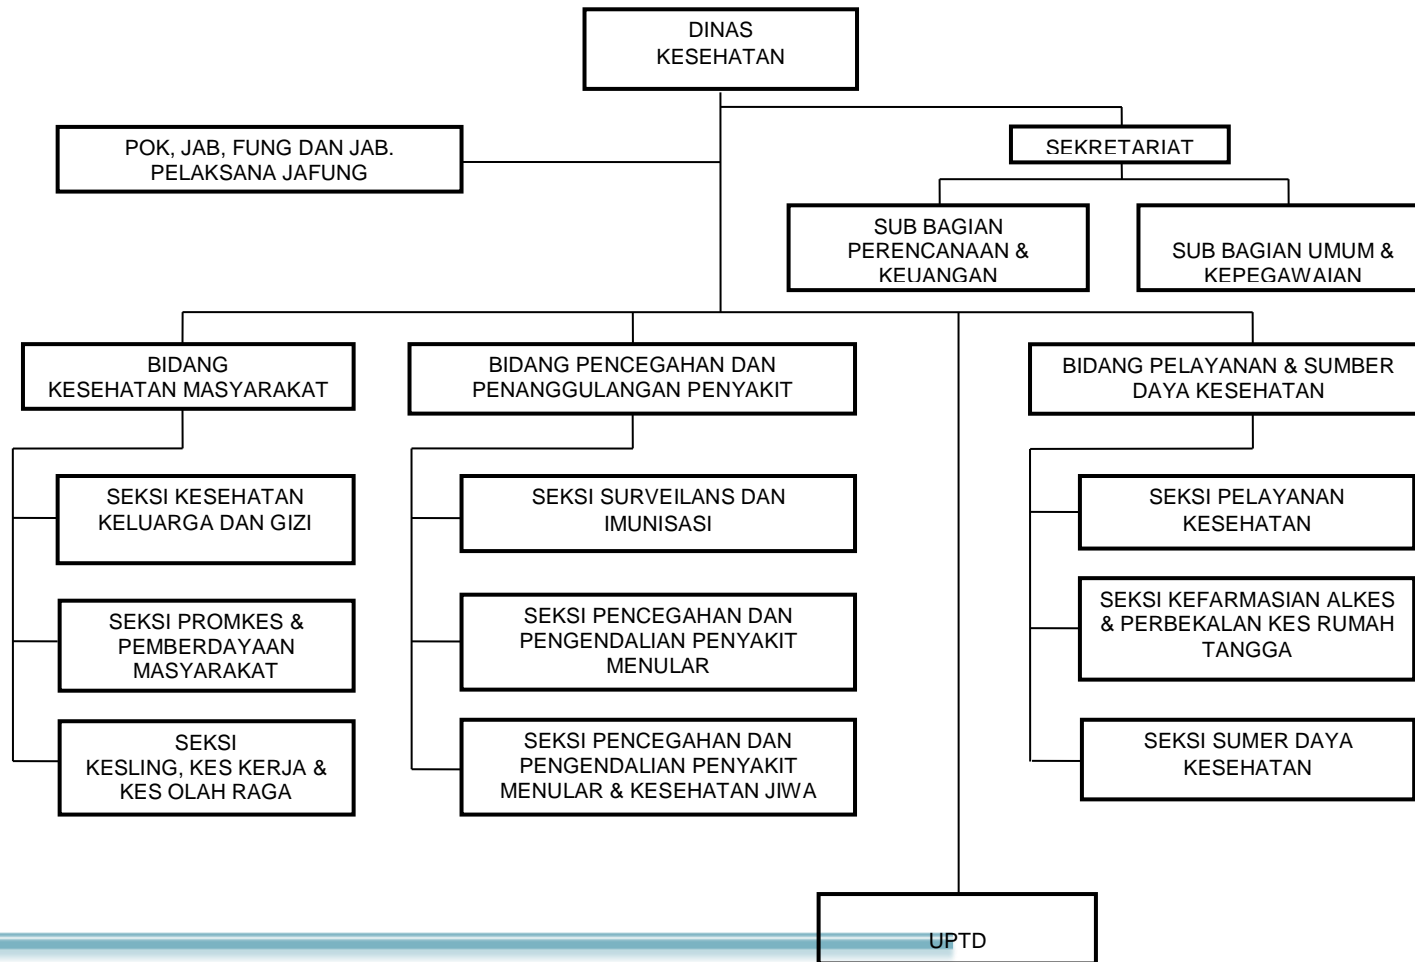 DINAS
KESEHATAN
POK, JAB, FUNG DAN JAB.
PELAKSANA JAFUNG
SEKRETARIAT
SUB BAGIAN
PERENCANAAN &
KEUANGAN
SUB BAGIAN UMUM &
KEPEGAWAIAN
BIDANG
KESEHATAN MASYARAKAT
BIDANG PENCEGAHAN DAN
PENANGGULANGAN PENYAKIT
BIDANG PELAYANAN & SUMBER
DAYA KESEHATAN
SEKSI KESEHATAN
KELUARGA DAN GIZI
SEKSI PROMKES &
PEMBERDAYAAN
MASYARAKAT
SEKSI
KESLING, KES KERJA &
KES OLAH RAGA
SEKSI SURVEILANS DAN
IMUNISASI
SEKSI PENCEGAHAN DAN
PENGENDALIAN PENYAKIT
MENULAR
SEKSI PENCEGAHAN DAN
PENGENDALIAN PENYAKIT
MENULAR & KESEHATAN JIWA
SEKSI PELAYANAN
KESEHATAN
SEKSI KEFARMASIAN ALKES
& PERBEKALAN KES RUMAH
TANGGA
SEKSI SUMER DAYA
KESEHATAN
UPTD